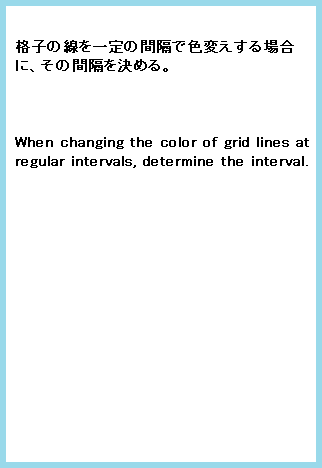 格子の線を一定の間隔で色変えする場合
に、その間隔を決める。
When changing the color of grid lines at
regular intervals, determine the interval.